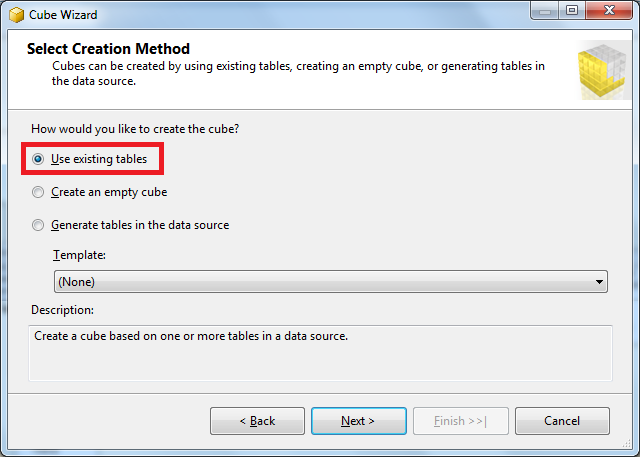 Cube Wizard
Select Creation Method
Cubes can be created by using existing tables, creating an empty cube, or generating tables in
the data source.
How would you like to create the cube?
Use existing tables
Create an empty cube
Generate tables in the data source
Template:
(None)
Description:
Create a cube based on one or more tables in a data source.
< Back
Next >
Finish >>|
Cancel